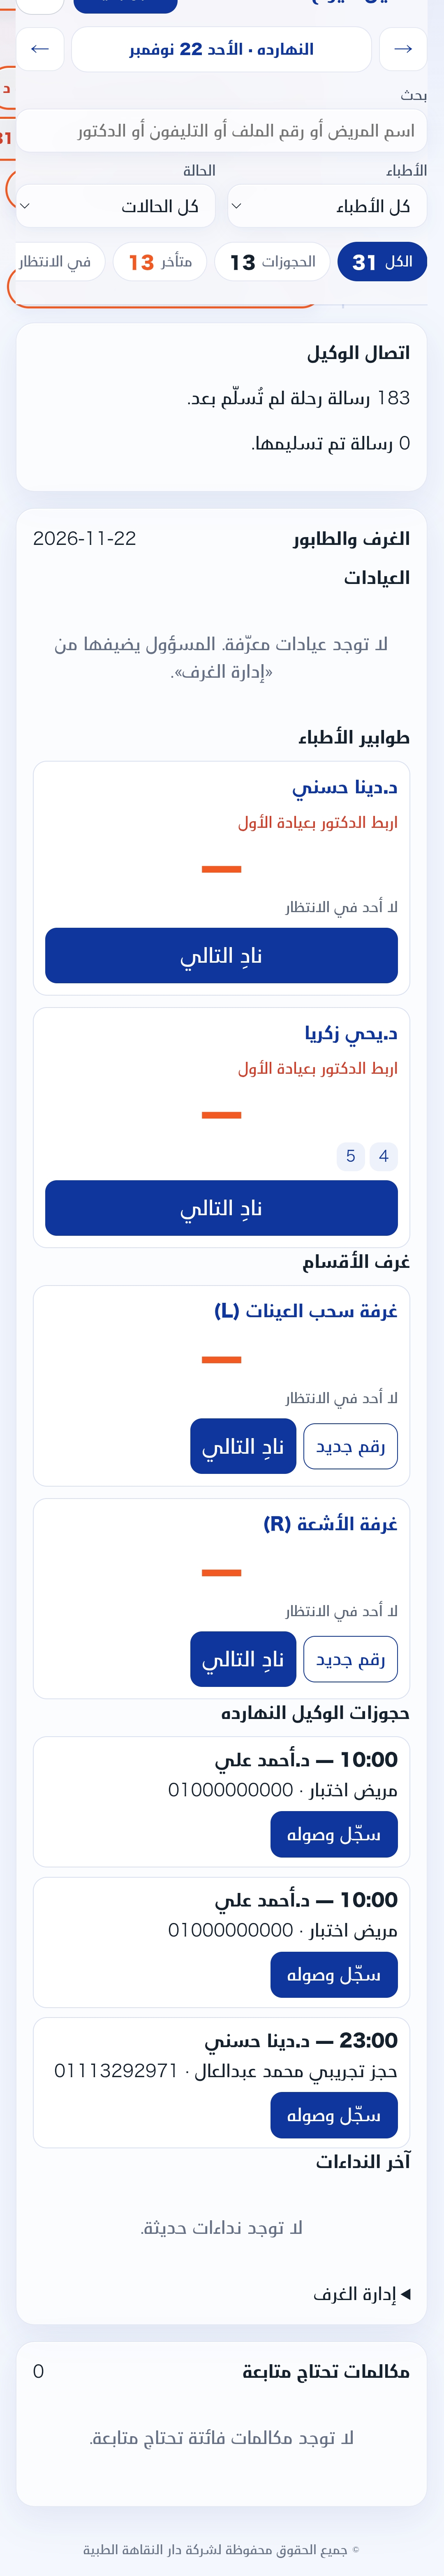 →
النهارده · الأحد 22 نوفمبر
←
بحث
اسم المريض أو رقم الملف أو التليفون أو الدكتور
الأطباء
الحالة
كل الأطباء
كل الحالات
الكل 31
الحجوزات 13
متأخر 13
في الانتظار
اتصال الوكيل
183 رسالة رحلة لم تُسلّم بعد.
0 رسالة تم تسليمها.
الغرف والطابور
2026-11-22
العيادات
لا توجد عيادات معرّفة. المسؤول يضيفها من
«إدارة الغرف».
طوابير الأطباء
د.دينا حسني
اربط الدكتور بعيادة الأول
—
لا أحد في الانتظار
نادِ التالي
د.يحي زكريا
اربط الدكتور بعيادة الأول
—
4 5
نادِ التالي
غرف الأقسام
غرفة سحب العينات (L)
—
لا أحد في الانتظار
رقم جديد
نادِ التالي
غرفة الأشعة (R)
—
لا أحد في الانتظار
رقم جديد
نادِ التالي
حجوزات الوكيل النهارده
10:00 — د.أحمد علي
مريض اختبار · 01000000000
سجّل وصوله
10:00 — د.أحمد علي
مريض اختبار · 01000000000
سجّل وصوله
23:00 — د.دينا حسني
حجز تجريبي محمد عبدالعال · 01113292971
سجّل وصوله
آخر النداءات
لا توجد نداءات حديثة.
إدارة الغرف
مكالمات تحتاج متابعة
0
لا توجد مكالمات فائتة تحتاج متابعة.
© جميع الحقوق محفوظة لشركة دار النقاهة الطبية